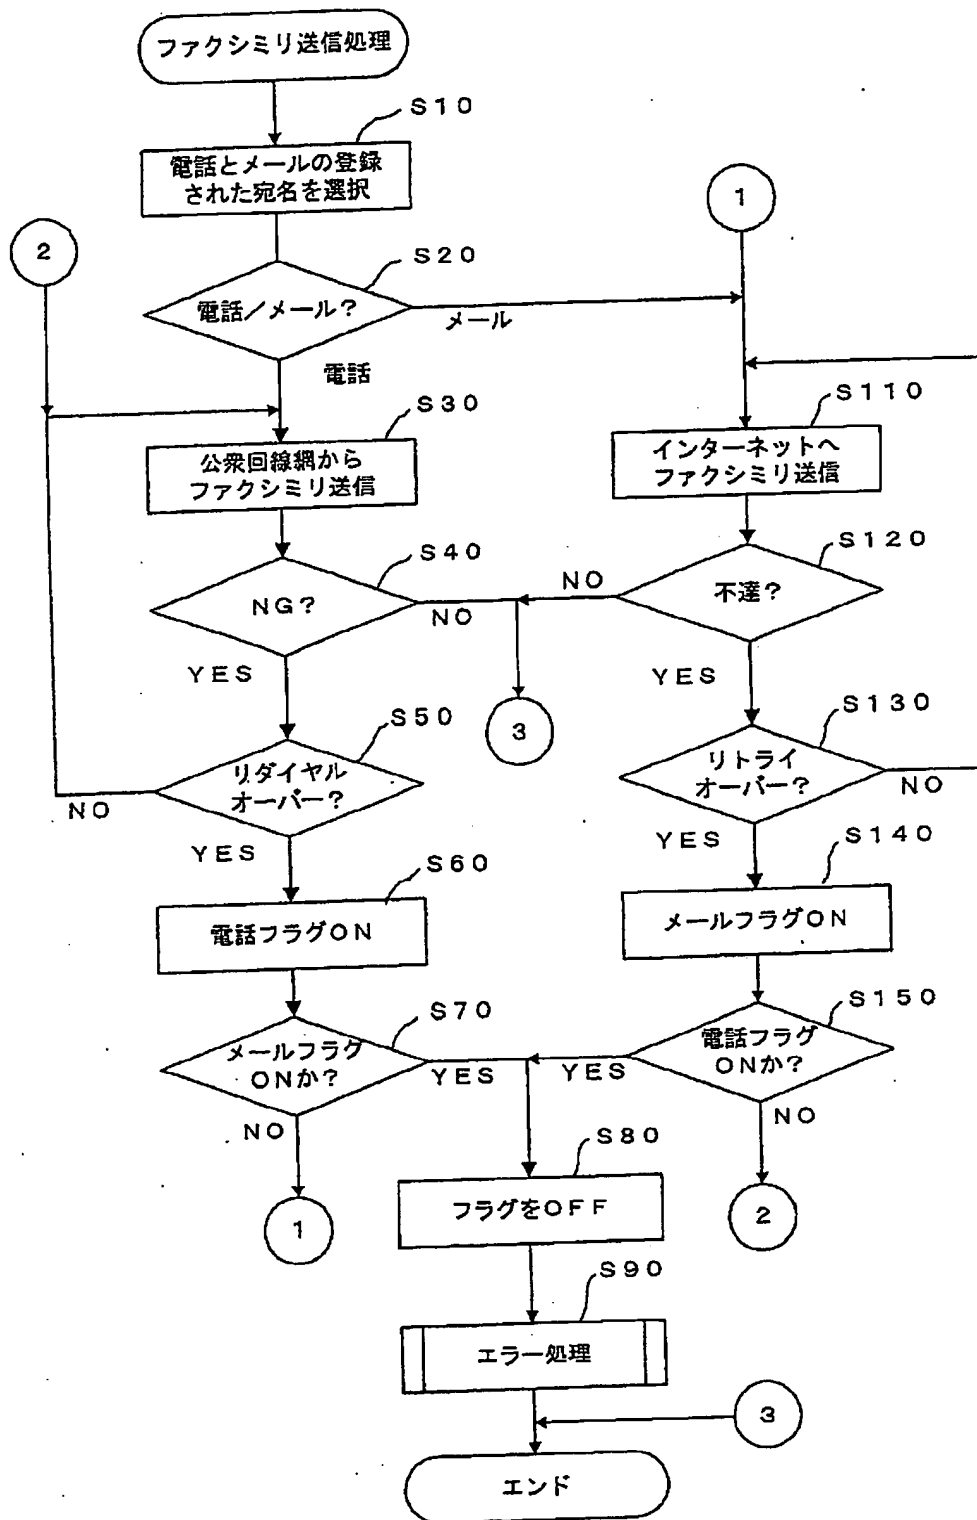 ファクシミリ送信処理
S10
電話とメールの登録
された宛名を選択
1
2
S20
電話／メール？
メール
電話
S30
公衆回線網から
ファクシミリ送信
S110
インターネットへ
ファクシミリ送信
S40
NG？
NO
YES
S120
不達？
NO
YES
3
S50
リダイヤル
オーバー？
NO
YES
S130
リトライ
オーバー？
NO
YES
S60
電話フラグON
S140
メールフラグON
S70
メールフラグ
ONか？
YES
NO
S150
電話フラグ
ONか？
YES
NO
1
2
S80
フラグをOFF
S90
エラー処理
3
エンド